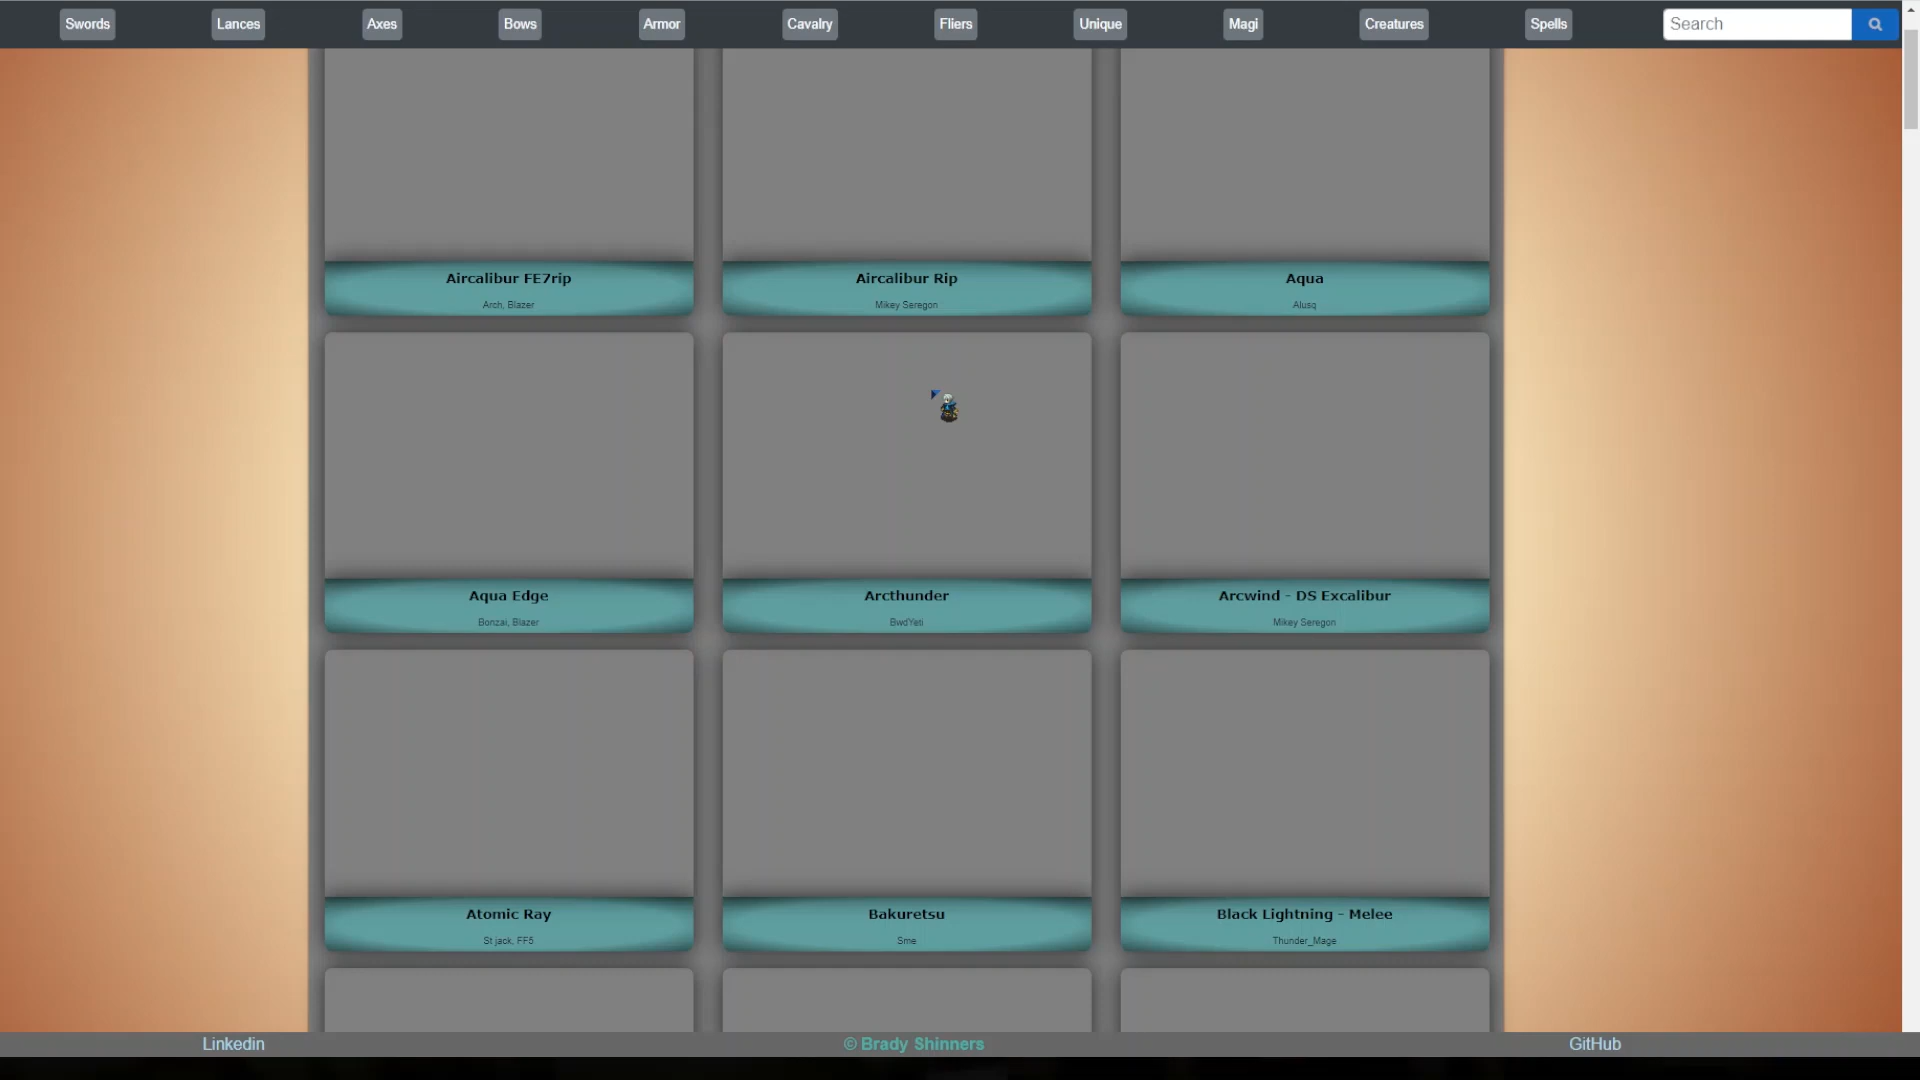 Swords Lances Axes Bows Armor Cavalry Fliers Unique Magi Creatures Spells Search
Aircalibur FE7rip Aircalibur Rip Aqua
Arch, Blazer Mikey Seregon Alusq
Aqua Edge Arcthunder Arcwind - DS Excalibur
Bonzai, Blazer BwdYeti Mikey Seregon
Atomic Ray Bakuretsu Black Lightning - Melee
St jack, FF5 Sme Thunder_Mage
Linkedin © Brady Shinners GitHub